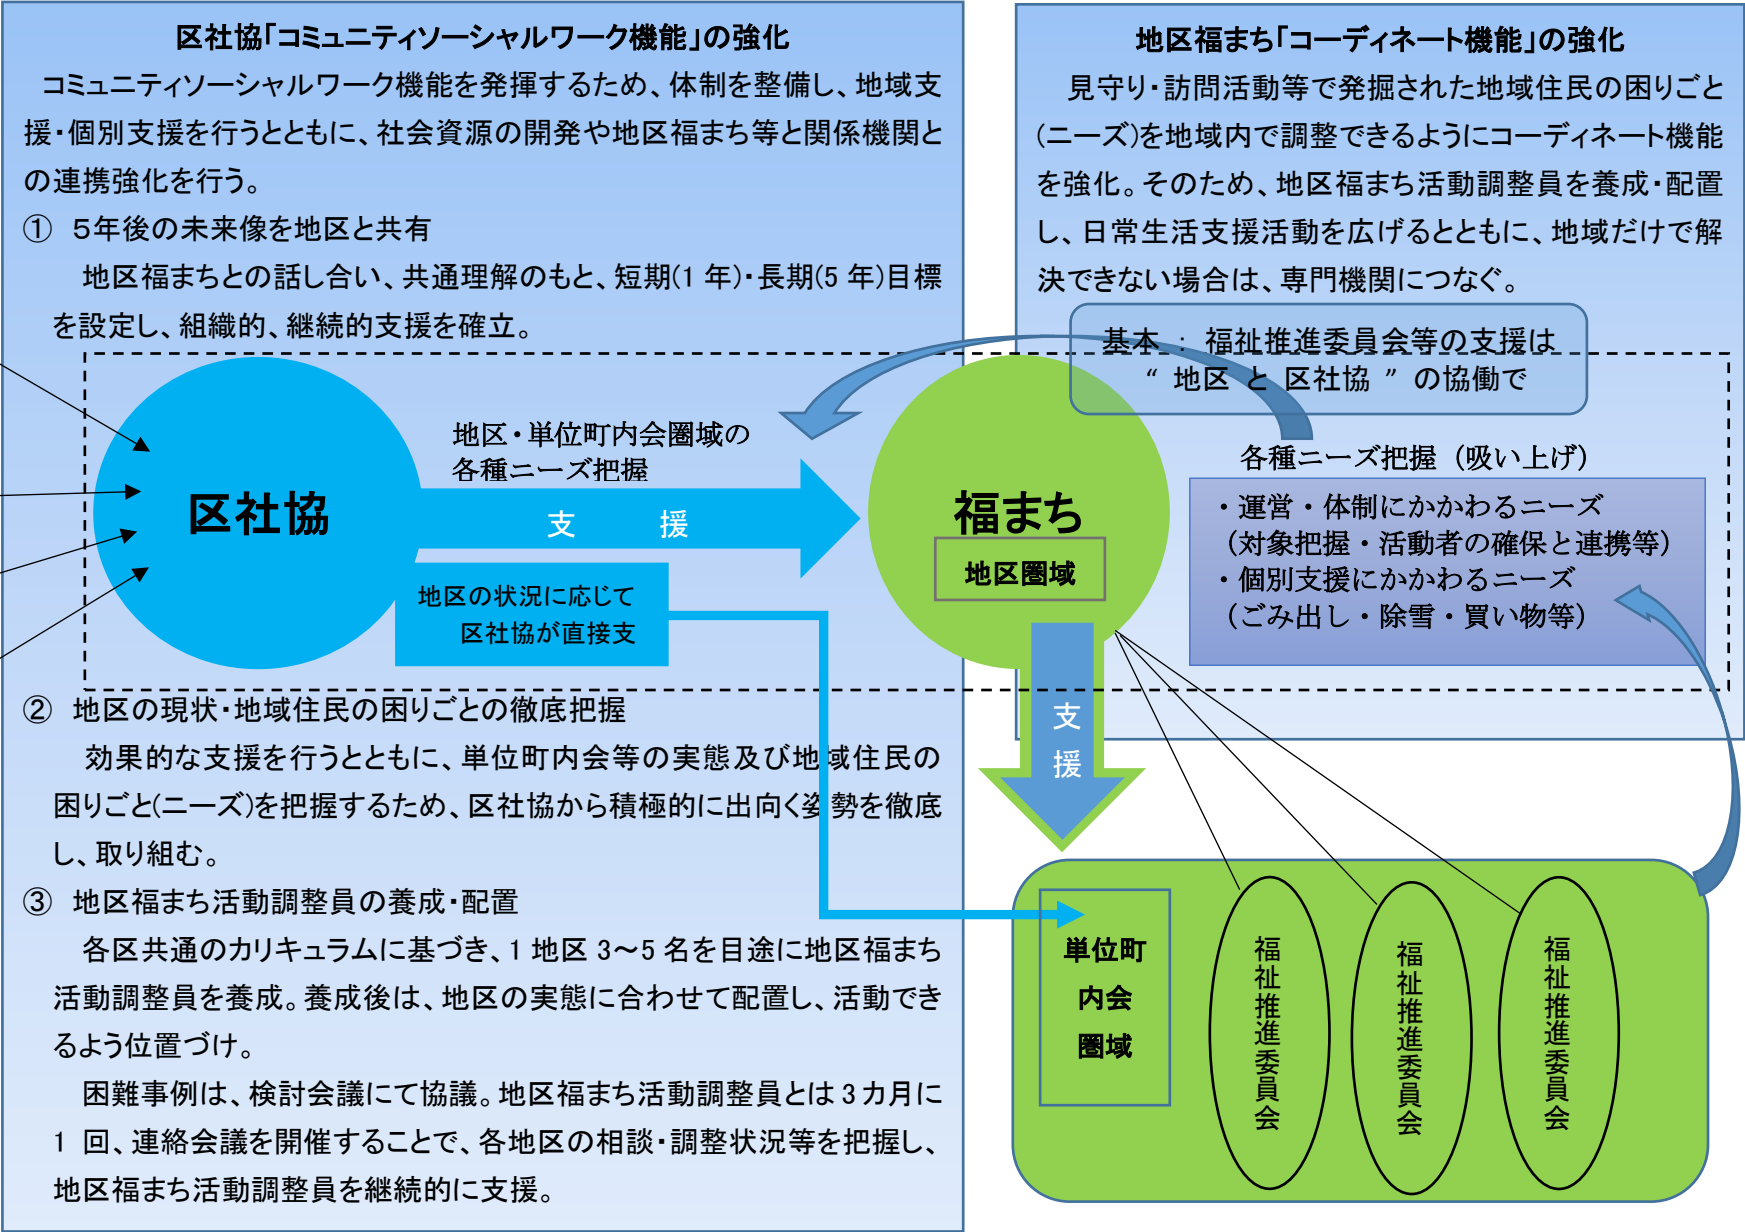 区社協「コミュニティソーシャルワーク機能」の強化
コミュニティソーシャルワーク機能を発揮するため、体制を整備し、地域支
援・個別支援を行うとともに、社会資源の開発や地区福まち等と関係機関と
の連携強化を行う。
① 5年後の未来像を地区と共有
地区福まちとの話し合い、共通理解のもと、短期(1 年)・長期(5 年)目標
を設定し、組織的、継続的支援を確立。
区社協
地区・単位町内会圏域の
各種ニーズ把握
支 援
地区の状況に応じて
区社協が直接支
② 地区の現状・地域住民の困りごとの徹底把握
効果的な支援を行うとともに、単位町内会等の実態及び地域住民の
困りごと(ニーズ)を把握するため、区社協から積極的に出向く姿勢を徹底
し、取り組む。
③ 地区福まち活動調整員の養成・配置
各区共通のカリキュラムに基づき、1 地区 3～5 名を目途に地区福まち
活動調整員を養成。養成後は、地区の実態に合わせて配置し、活動でき
るよう位置づけ。
困難事例は、検討会議にて協議。地区福まち活動調整員とは 3 カ月に
1 回、連絡会議を開催することで、各地区の相談・調整状況等を把握し、
地区福まち活動調整員を継続的に支援。
地区福まち「コーディネート機能」の強化
見守り・訪問活動等で発掘された地域住民の困りごと
(ニーズ)を地域内で調整できるようにコーディネート機能
を強化。そのため、地区福まち活動調整員を養成・配置
し、日常生活支援活動を広げるとともに、地域だけで解
決できない場合は、専門機関につなぐ。
基本 : 福祉推進委員会等の支援は
“ 地区 と 区社協 ” の協働で
福まち
地区圏域
各種ニーズ把握（吸い上げ）
・運営・体制にかかわるニーズ
（対象把握・活動者の確保と連携等）
・個別支援にかかわるニーズ
（ごみ出し・除雪・買い物等）
支
援
単位町
内会
圏域
福祉推進委員会
福祉推進委員会
福祉推進委員会